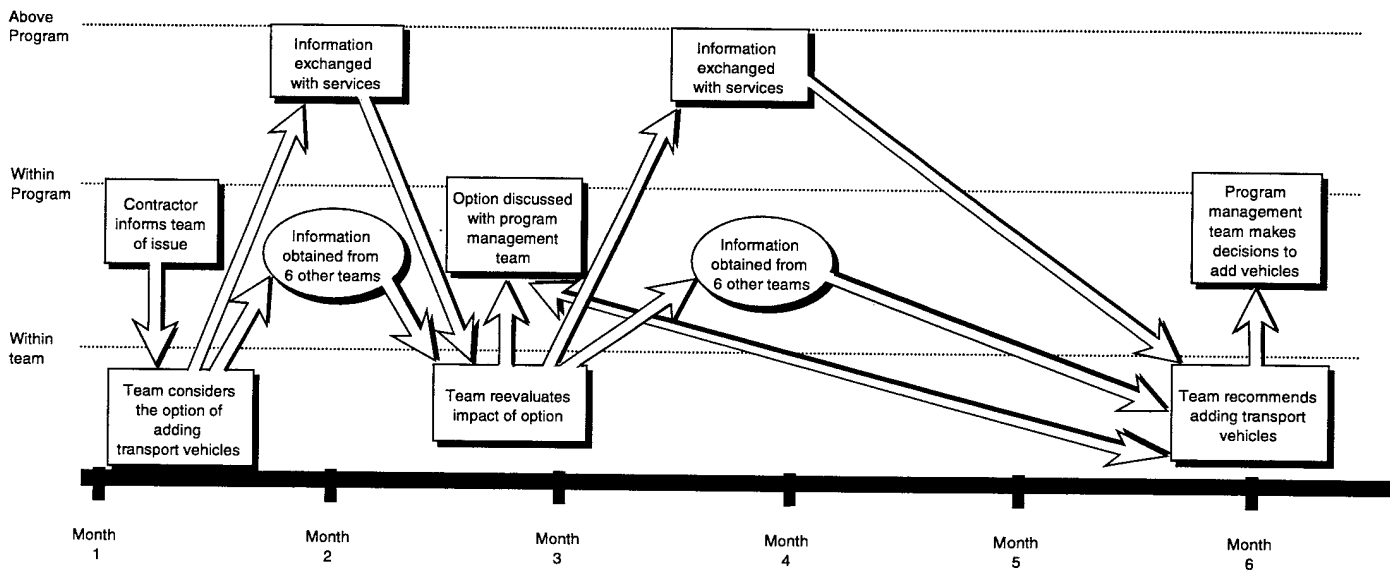 Above
Program
Information
exchanged
with services
Information
exchanged
with services
Within
Program
Contractor
informs team
of issue
Information
obtained from
6 other teams
Option discussed
with program
management
team
Information
obtained from
6 other teams
Program
management
team makes
decisions to
add vehicles
Within
team
Team considers
the option of
adding
transport vehicles
Team reevaluates
impact of option
Team recommends
adding transport
vehicles
Month
1
Month
2
Month
3
Month
4
Month
5
Month
6